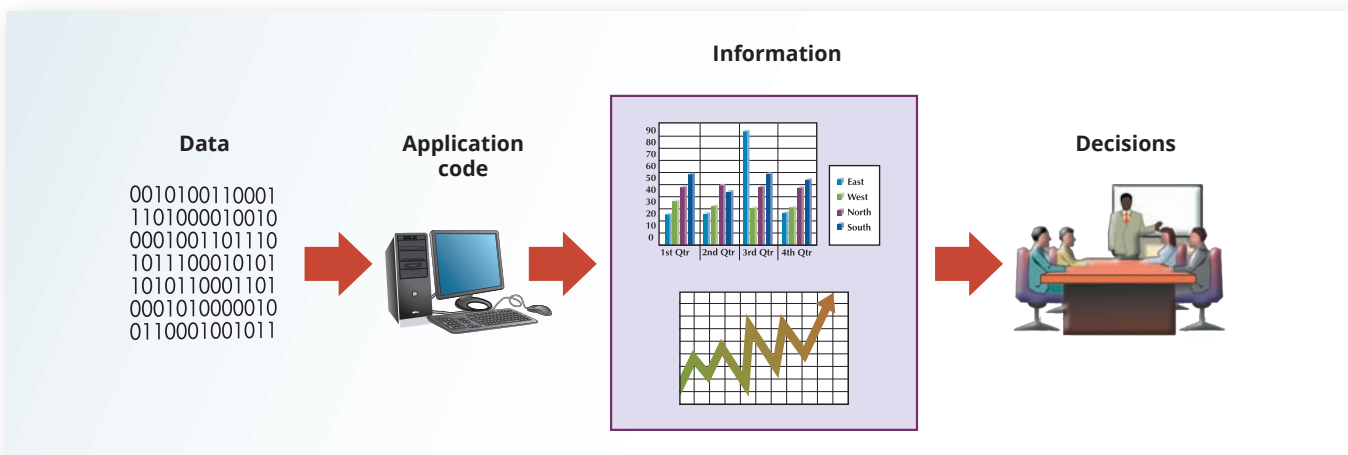 Data
0010100110001
1101000010010
0001001101110
1011100010101
1010110001101
0001010000010
0110001001011
Application
code
Information
90
80
70
60
50
40
30
20
10
0
1st Qtr 2nd Qtr 3rd Qtr 4th Qtr
East
West
North
South
Decisions